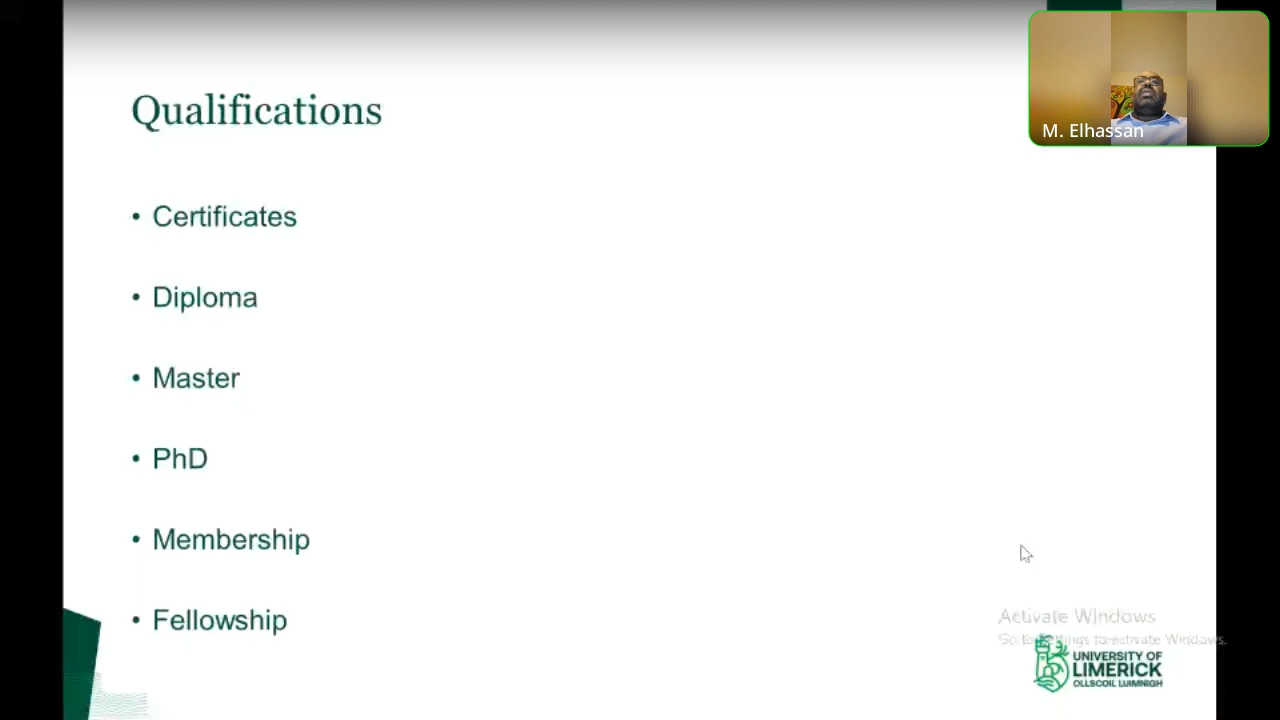 Qualifications
M. Elhassan
• Certificates
• Diploma
• Master
• PhD
• Membership
• Fellowship
Activate Windows
Go to Settings to activate Windows.
UNIVERSITY OF
LIMERICK
OLLSCOIL LUIMNIGH